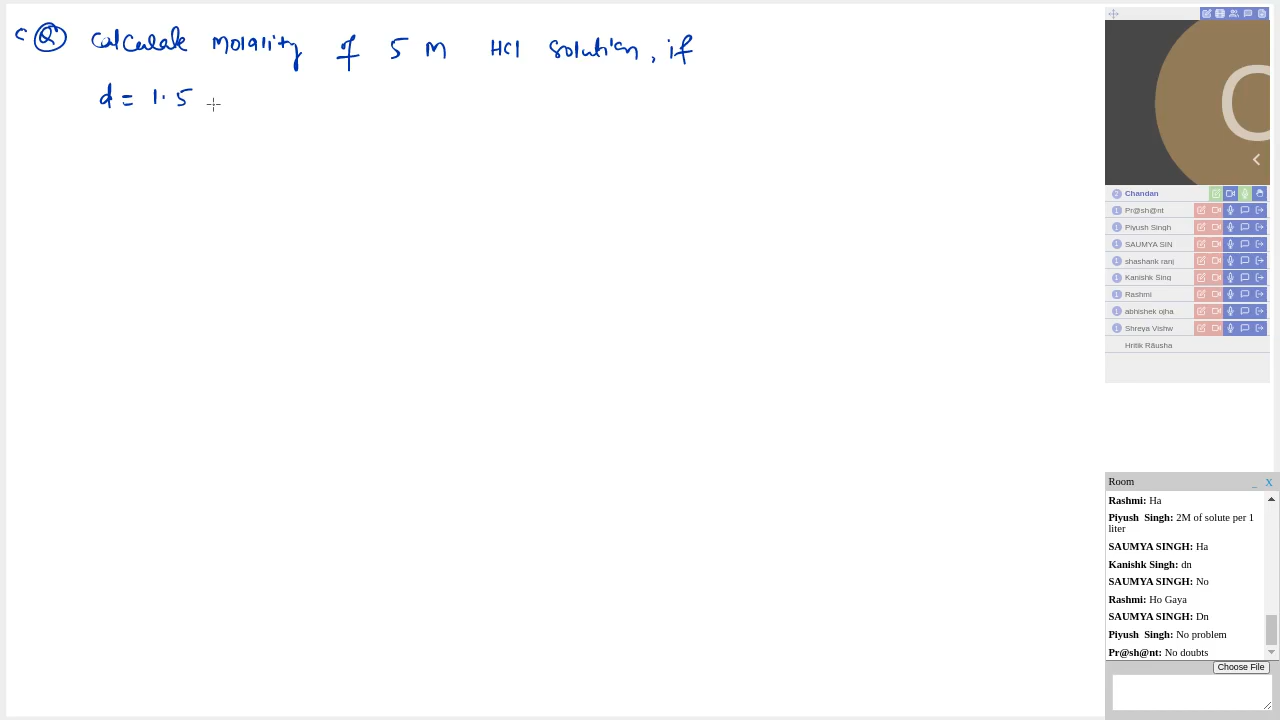 Q Calculate Molality of 5 M HCl solution, if
d = 1.5
C
Chandan
Pr@sh@nt
Piyush Singh
SAUMYA SIN
shashank ranj
Kanishk Sing
Rashmi
abhishek ojha
Shreya Vishw
Hritik Räusha
Room _ X
Rashmi: Ha
Piyush Singh: 2M of solute per 1
liter
SAUMYA SINGH: Ha
Kanishk Singh: dn
SAUMYA SINGH: No
Rashmi: Ho Gaya
SAUMYA SINGH: Dn
Piyush Singh: No problem
Pr@sh@nt: No doubts
Choose File